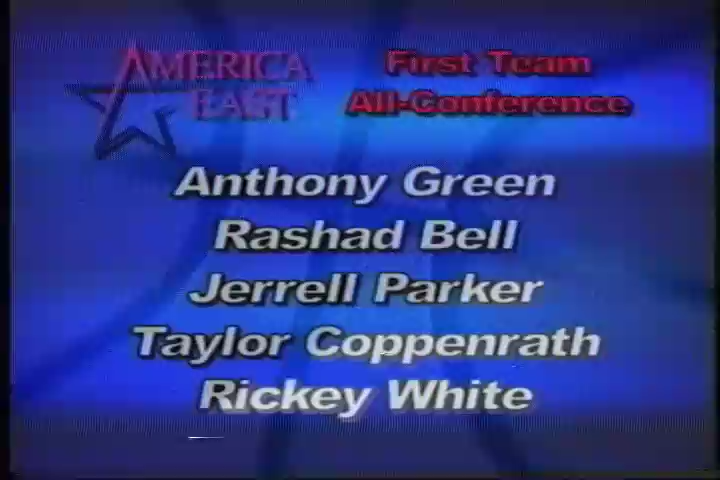 AMERICA
EAST
First Team
All-Conference
Anthony Green
Rashad Bell
Jerrell Parker
Taylor Coppenrath
Rickey White